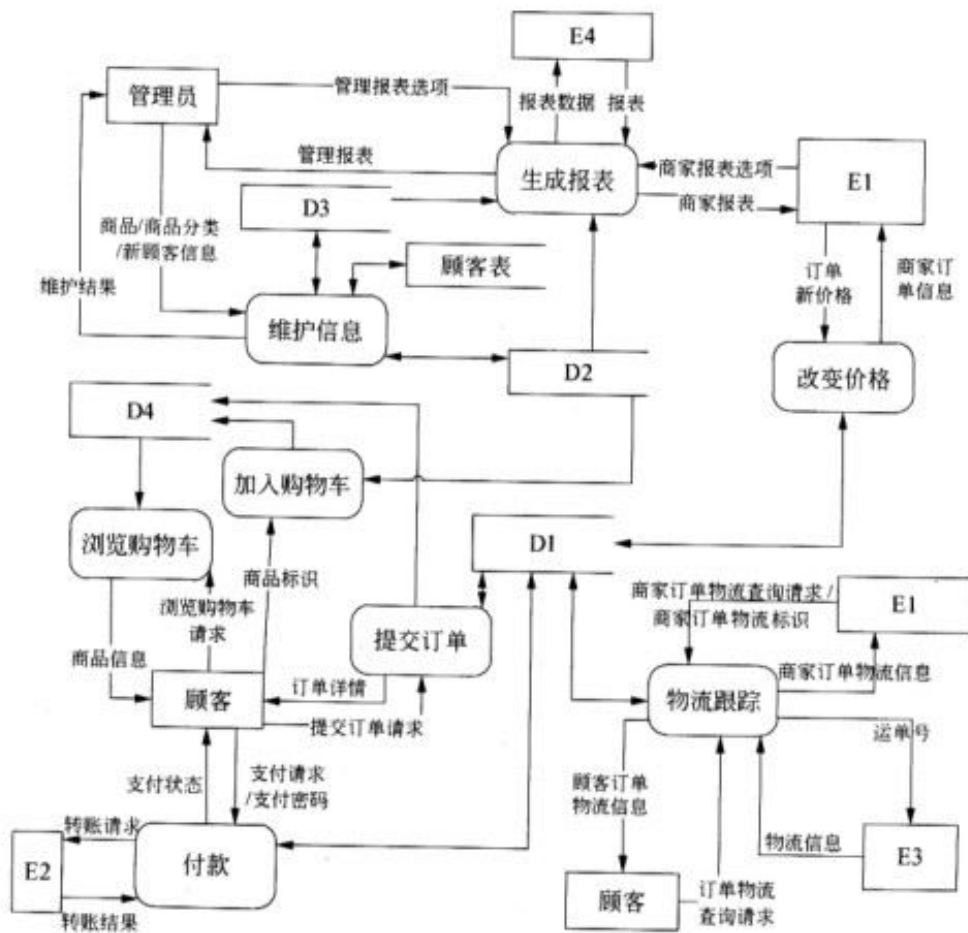 E4
管理员
管理报表选项
报表数据
报表
管理报表
生成报表
商家报表选项
E1
商家报表
D3
商品/商品分类
/新顾客信息
顾客表
维护结果
订单
新价格
商家订
单信息
维护信息
D2
改变价格
D4
加入购物车
浏览购物车
D1
商品标识
浏览购物车
请求
商家订单物流查询请求/
商家订单物流标识
E1
提交订单
商品信息
订单详情
商家订单物流信息
顾客
物流跟踪
提交订单请求
运单号
支付状态
支付请求
/支付密码
顾客订单
物流信息
转账请求
物流信息
E2
付款
E3
顾客
订单物流
查询请求
转账结果